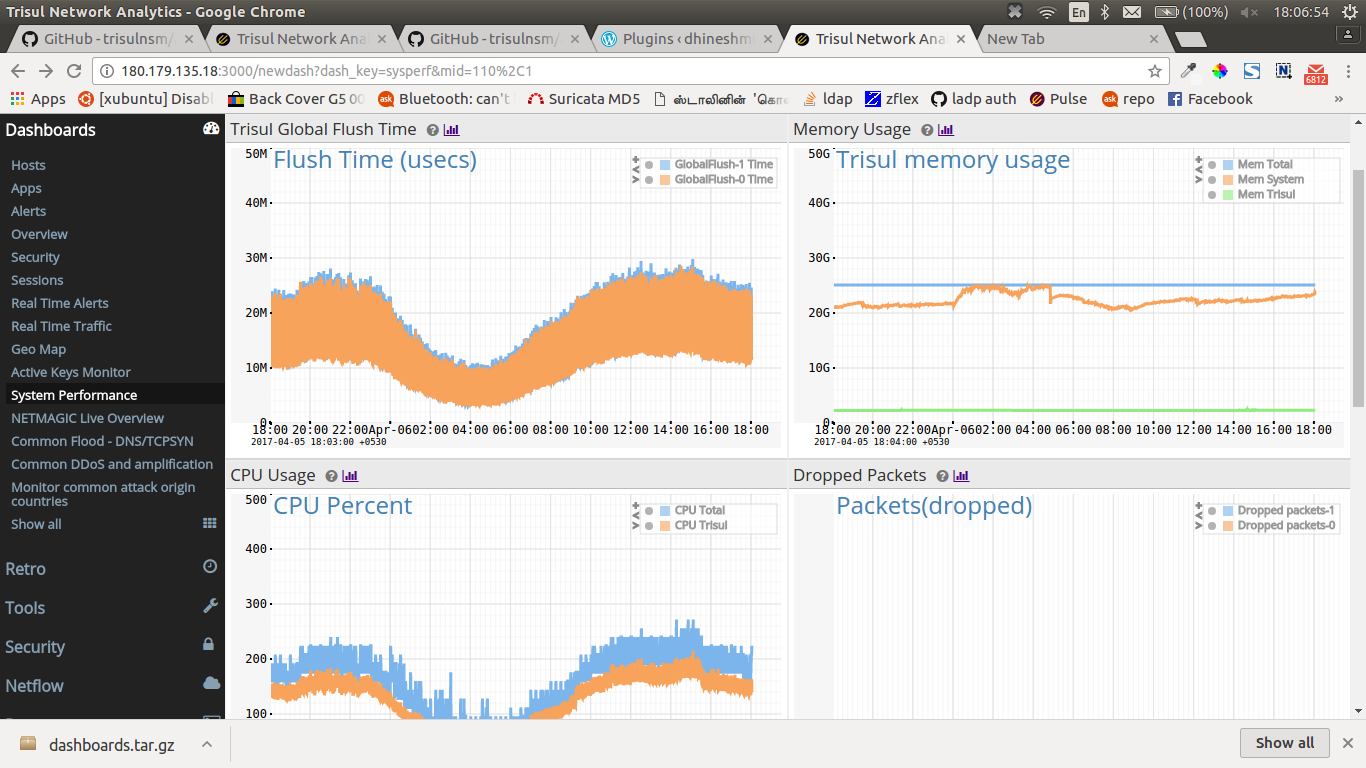 Trisul Network Analytics - Google Chrome
En
(100%)
18:06:54
GitHub - trisulnsm/
Trisul Network Ana
GitHub - trisulnsm/
Plugins ‹ dhineshm
Trisul Network Ana
New Tab
180.179.135.18:3000/newdash?dash_key=sysperf&mid=110%2C1
6812
Apps
[xubuntu] Disabl
Back Cover G5 00
Bluetooth: can't
Suricata MD5
ஸ்டாலினின் 'கொ
ldap
zflex
ladp auth
Pulse
repo
Facebook
»
Dashboards
Hosts
Apps
Alerts
Overview
Security
Sessions
Real Time Alerts
Real Time Traffic
Geo Map
Active Keys Monitor
System Performance
NETMAGIC Live Overview
Common Flood - DNS/TCPSYN
Common DDoS and amplification
Monitor common attack origin
countries
Show all
Retro
Tools
Security
Netflow
Trisul Global Flush Time
Flush Time (usecs)
GlobalFlush-1 Time
GlobalFlush-0 Time
50M
40M
30M
20M
10M
0
18:00 20:00 22:00Apr-0602:00 04:00 06:00 08:00 10:00 12:00 14:00 16:00 18:00
2017-04-05 18:03:00 +0530
Memory Usage
Trisul memory usage
Mem Total
Mem System
Mem Trisul
50G
40G
30G
20G
10G
0
18:00 20:00 22:00Apr-0602:00 04:00 06:00 08:00 10:00 12:00 14:00 16:00 18:00
2017-04-05 18:04:00 +0530
CPU Usage
CPU Percent
CPU Total
CPU Trisul
500
400
300
200
100
Dropped Packets
Packets(dropped)
Dropped packets-1
Dropped packets-0
dashboards.tar.gz
Show all